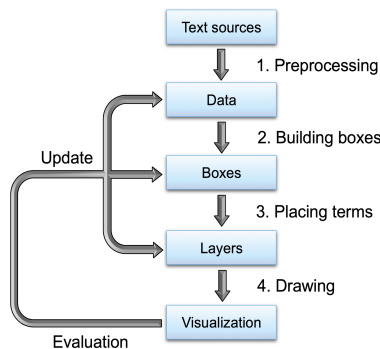 Text sources
1. Preprocessing
Data
2. Building boxes
Update
Boxes
3. Placing terms
Layers
4. Drawing
Visualization
Evaluation